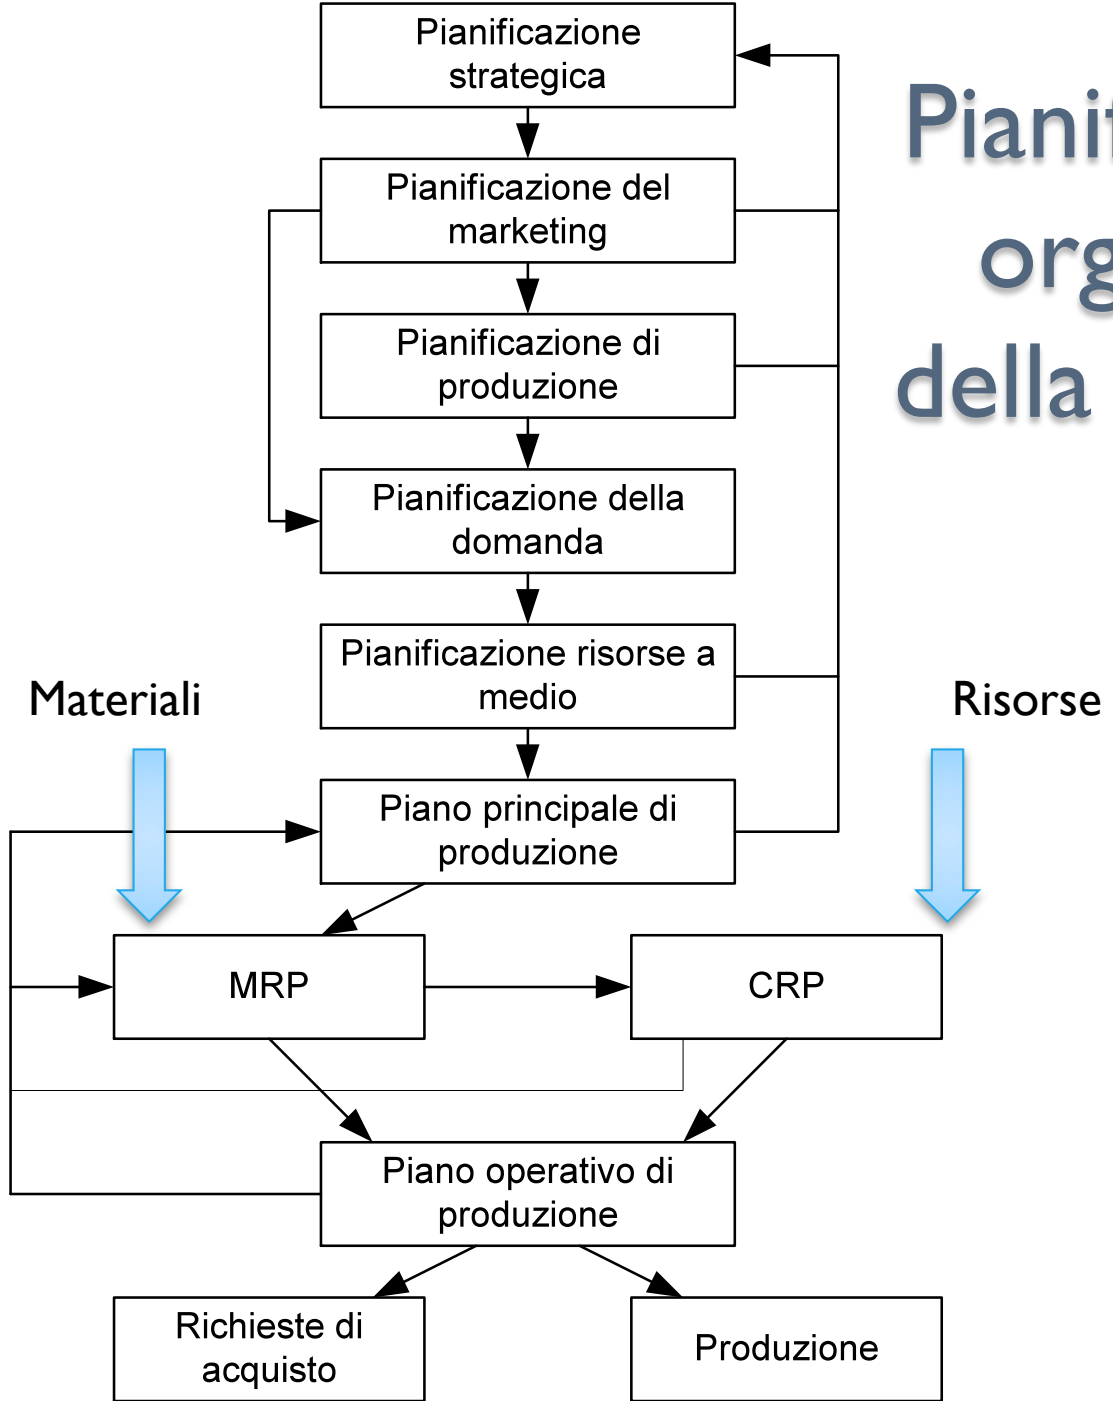 Pianificazione
strategica
Pianificazione del
marketing
Pianificazione di
produzione
della
Pianificazione della
domanda
Pianificazione risorse a
medio
Materiali
Risorse
Piano principale di
produzione
MRP
CRP
Piano operativo di
produzione
Richieste di
acquisto
Produzione